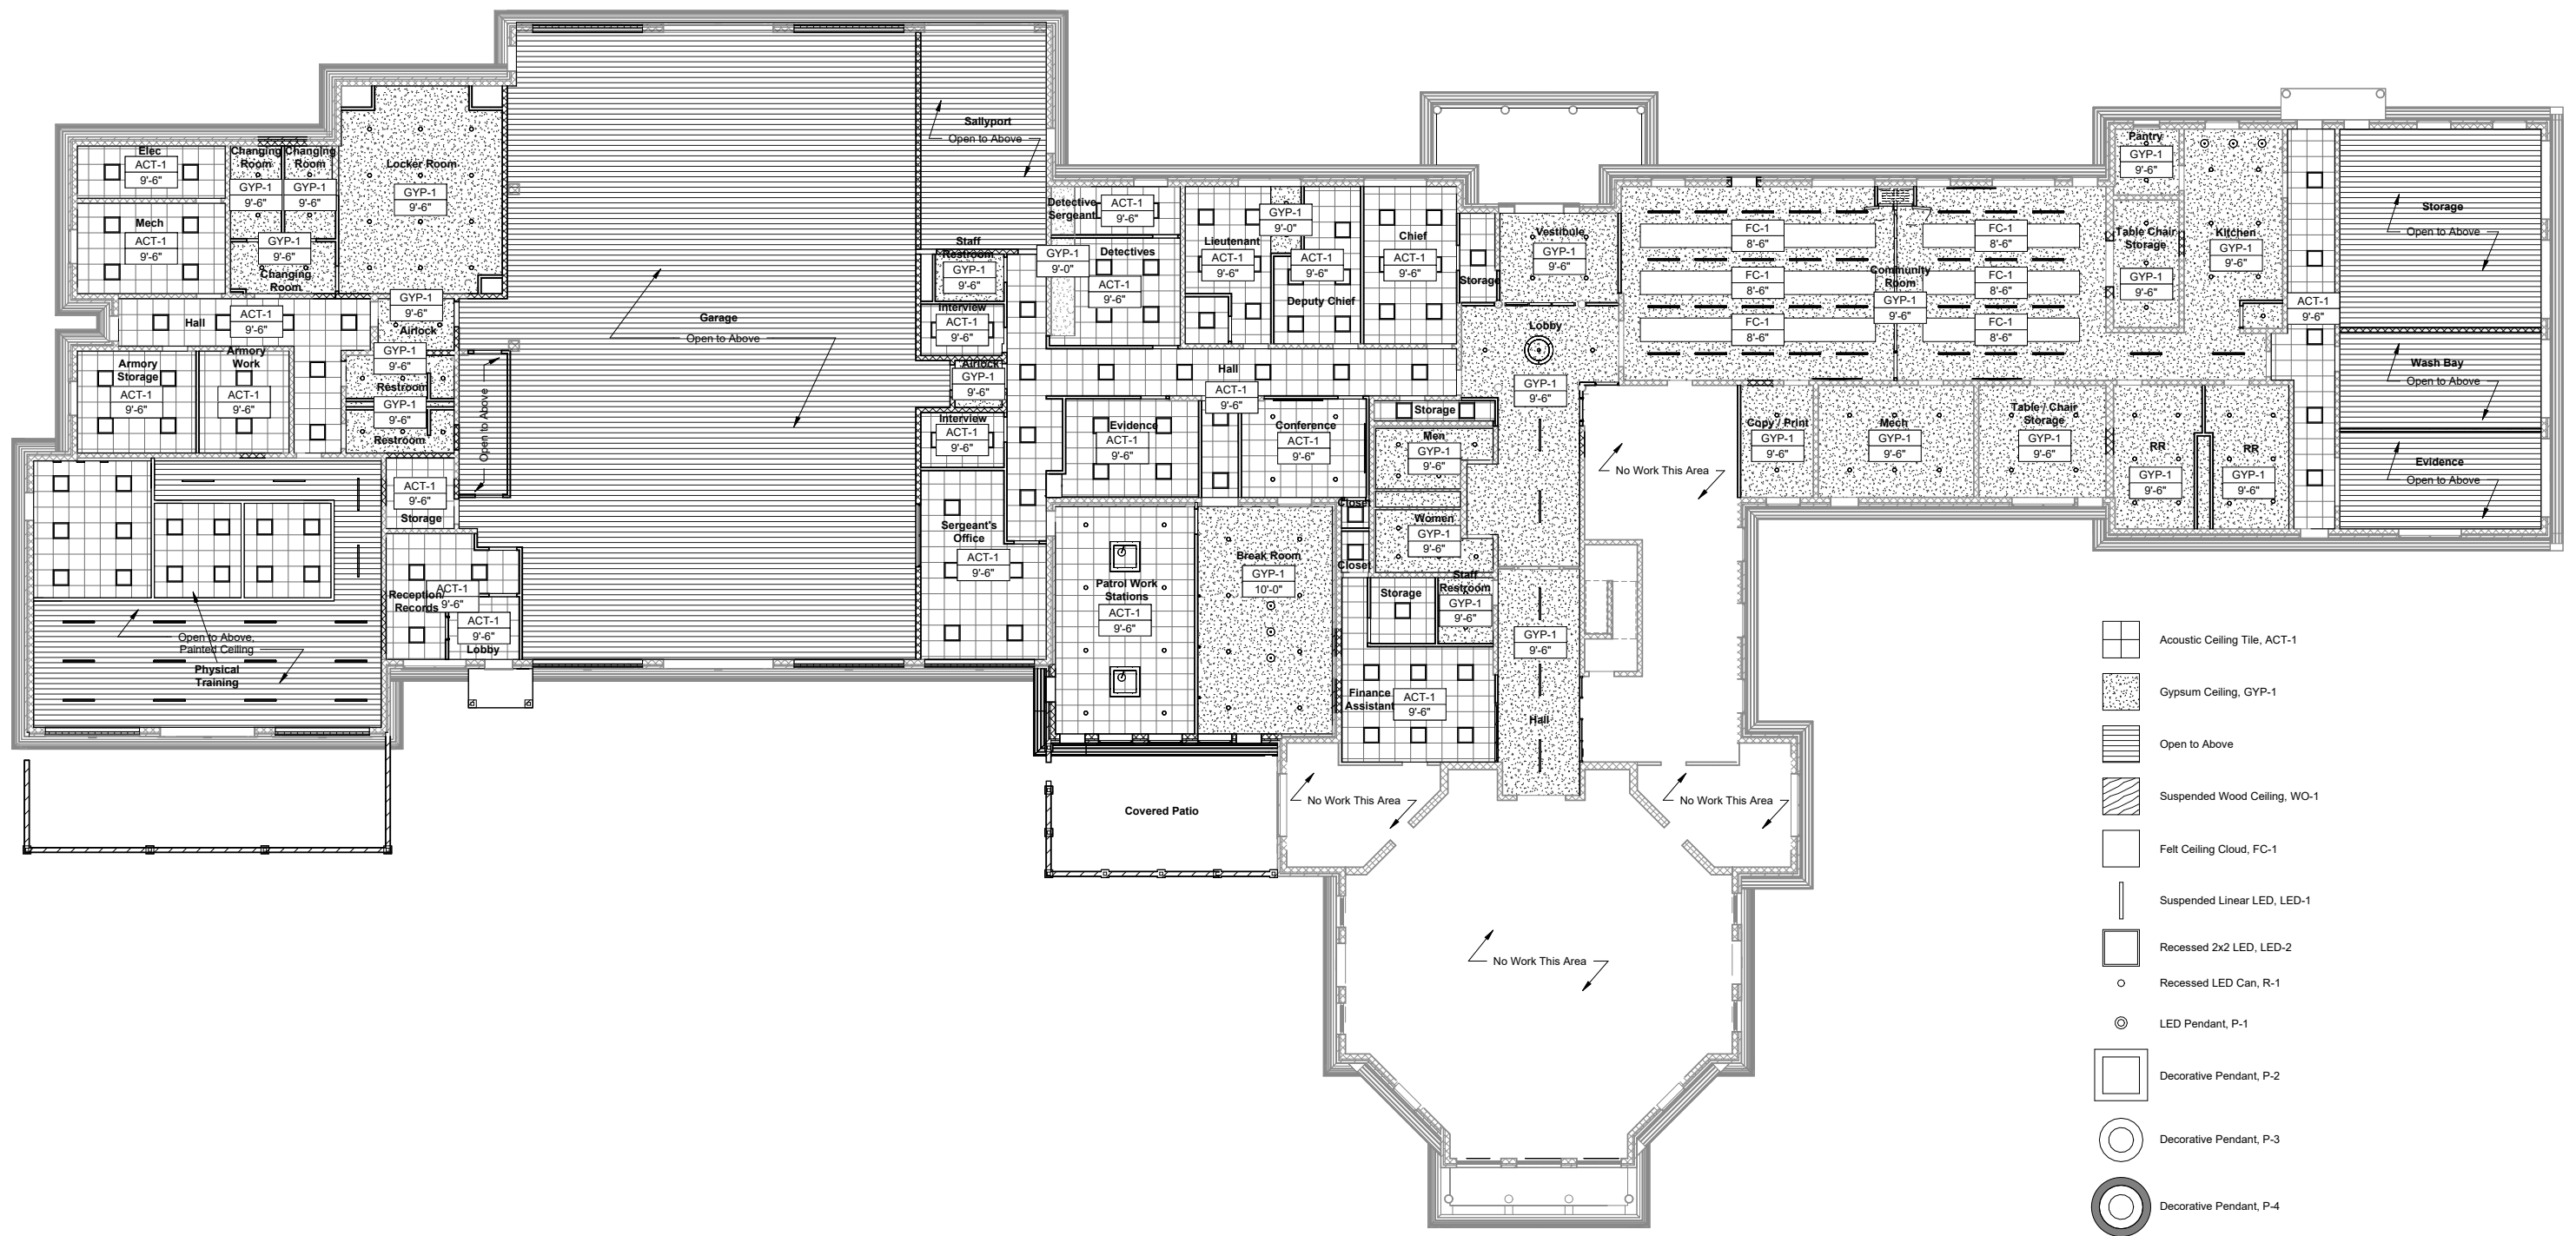 Elec
ACT-1
9'-6"
Mech
ACT-1
9'-6"
Changing
Room
GYP-1
9'-6"
Changing
Room
GYP-1
9'-6"
GYP-1
9'-6"
Changing
Room
Locker Room
GYP-1
9'-6"
Hall
ACT-1
9'-6"
GYP-1
9'-6"
Airlock
GYP-1
9'-6"
Restroom
GYP-1
9'-6"
Restroom
Armory
Storage
ACT-1
9'-6"
Armory
Work
ACT-1
9'-6"
ACT-1
9'-6"
Storage
Reception/
Records
ACT-1
9'-6"
ACT-1
9'-6"
Lobby
Open to Above,
Painted Ceiling
Physical
Training
Open to Above
Garage
Open to Above
Sallyport
Open to Above
Staff
Restroom
GYP-1
9'-6"
Interview
ACT-1
9'-6"
Airlock
GYP-1
9'-6"
Interview
ACT-1
9'-6"
Sergeant's
Office
ACT-1
9'-6"
Detective
Sergeant
ACT-1
9'-6"
GYP-1
9'-0"
Detectives
ACT-1
9'-6"
Lieutenant
ACT-1
9'-6"
GYP-1
9'-0"
ACT-1
9'-6"
Deputy Chief
Chief
ACT-1
9'-6"
Storage
Vestibule
GYP-1
9'-6"
Lobby
GYP-1
9'-6"
Hall
ACT-1
9'-6"
Evidence
ACT-1
9'-6"
Conference
ACT-1
9'-6"
Storage
Men
GYP-1
9'-6"
Women
GYP-1
9'-6"
Closet
Closet
Patrol Work
Stations
ACT-1
9'-6"
Break Room
GYP-1
10'-0"
Storage
Staff
Restroom
GYP-1
9'-6"
Finance
Assistant
ACT-1
9'-6"
GYP-1
9'-6"
Hall
Covered Patio
No Work This Area
No Work This Area
No Work This Area
No Work This Area
FC-1
8'-6"
FC-1
8'-6"
FC-1
8'-6"
FC-1
8'-6"
FC-1
8'-6"
FC-1
8'-6"
Community
Room
GYP-1
9'-6"
Copy / Print
GYP-1
9'-6"
Mech
GYP-1
9'-6"
Table / Chair
Storage
GYP-1
9'-6"
RR
GYP-1
9'-6"
RR
GYP-1
9'-6"
Pantry
GYP-1
9'-6"
Table Chair
Storage
GYP-1
9'-6"
Kitchen
GYP-1
9'-6"
ACT-1
9'-6"
Storage
Open to Above
Wash Bay
Open to Above
Evidence
Open to Above
Acoustic Ceiling Tile, ACT-1
Gypsum Ceiling, GYP-1
Open to Above
Suspended Wood Ceiling, WO-1
Felt Ceiling Cloud, FC-1
Suspended Linear LED, LED-1
Recessed 2x2 LED, LED-2
Recessed LED Can, R-1
LED Pendant, P-1
Decorative Pendant, P-2
Decorative Pendant, P-3
Decorative Pendant, P-4